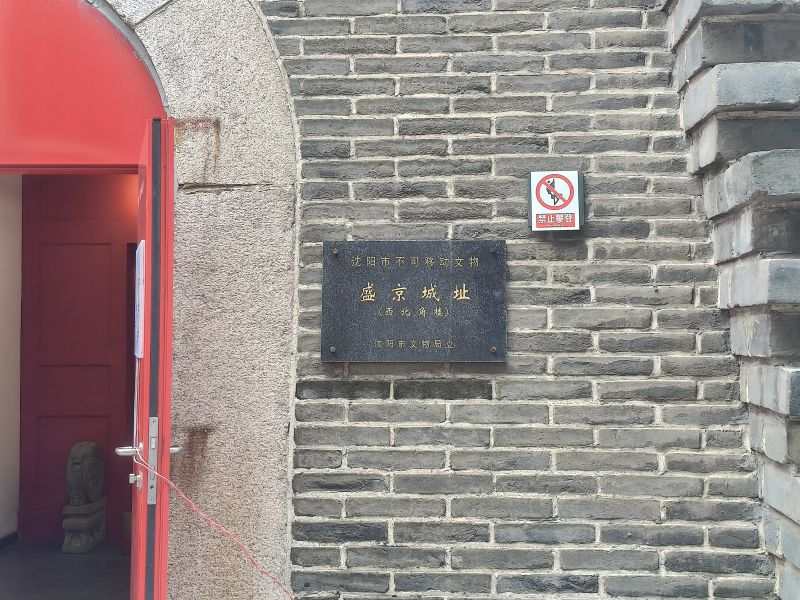 沈阳市不可移动文物
盛京城址
(西北角楼)
沈阳市文物局立
禁止攀登